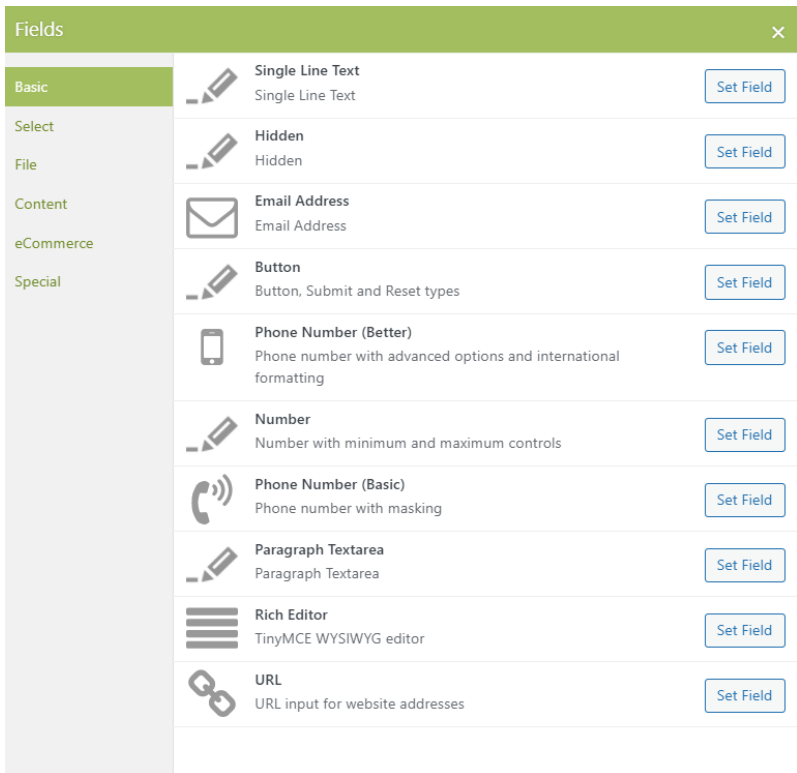 Fields
×
Basic
Select
File
Content
eCommerce
Special
Single Line Text
Single Line Text
Set Field
Hidden
Hidden
Set Field
Email Address
Email Address
Set Field
Button
Button, Submit and Reset types
Set Field
Phone Number (Better)
Phone number with advanced options and international
formatting
Set Field
Number
Number with minimum and maximum controls
Set Field
Phone Number (Basic)
Phone number with masking
Set Field
Paragraph Textarea
Paragraph Textarea
Set Field
Rich Editor
TinyMCE WYSIWYG editor
Set Field
URL
URL input for website addresses
Set Field